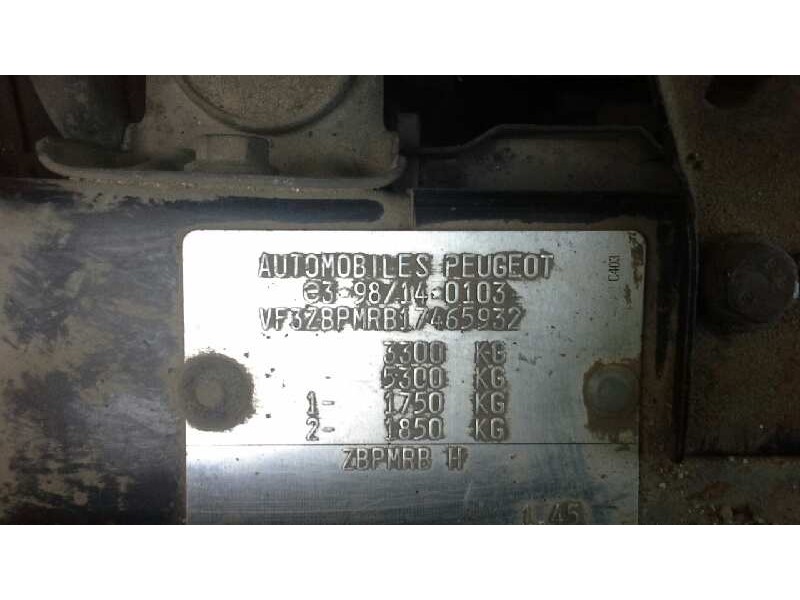 AUTOMOBILES PEUGEOT
e3-98/14-0103
VF3ZBPMRB17465932
3300 KG
5300 KG
1- 1750 KG
2- 1850 KG
ZBPMRB H
1.45
C403